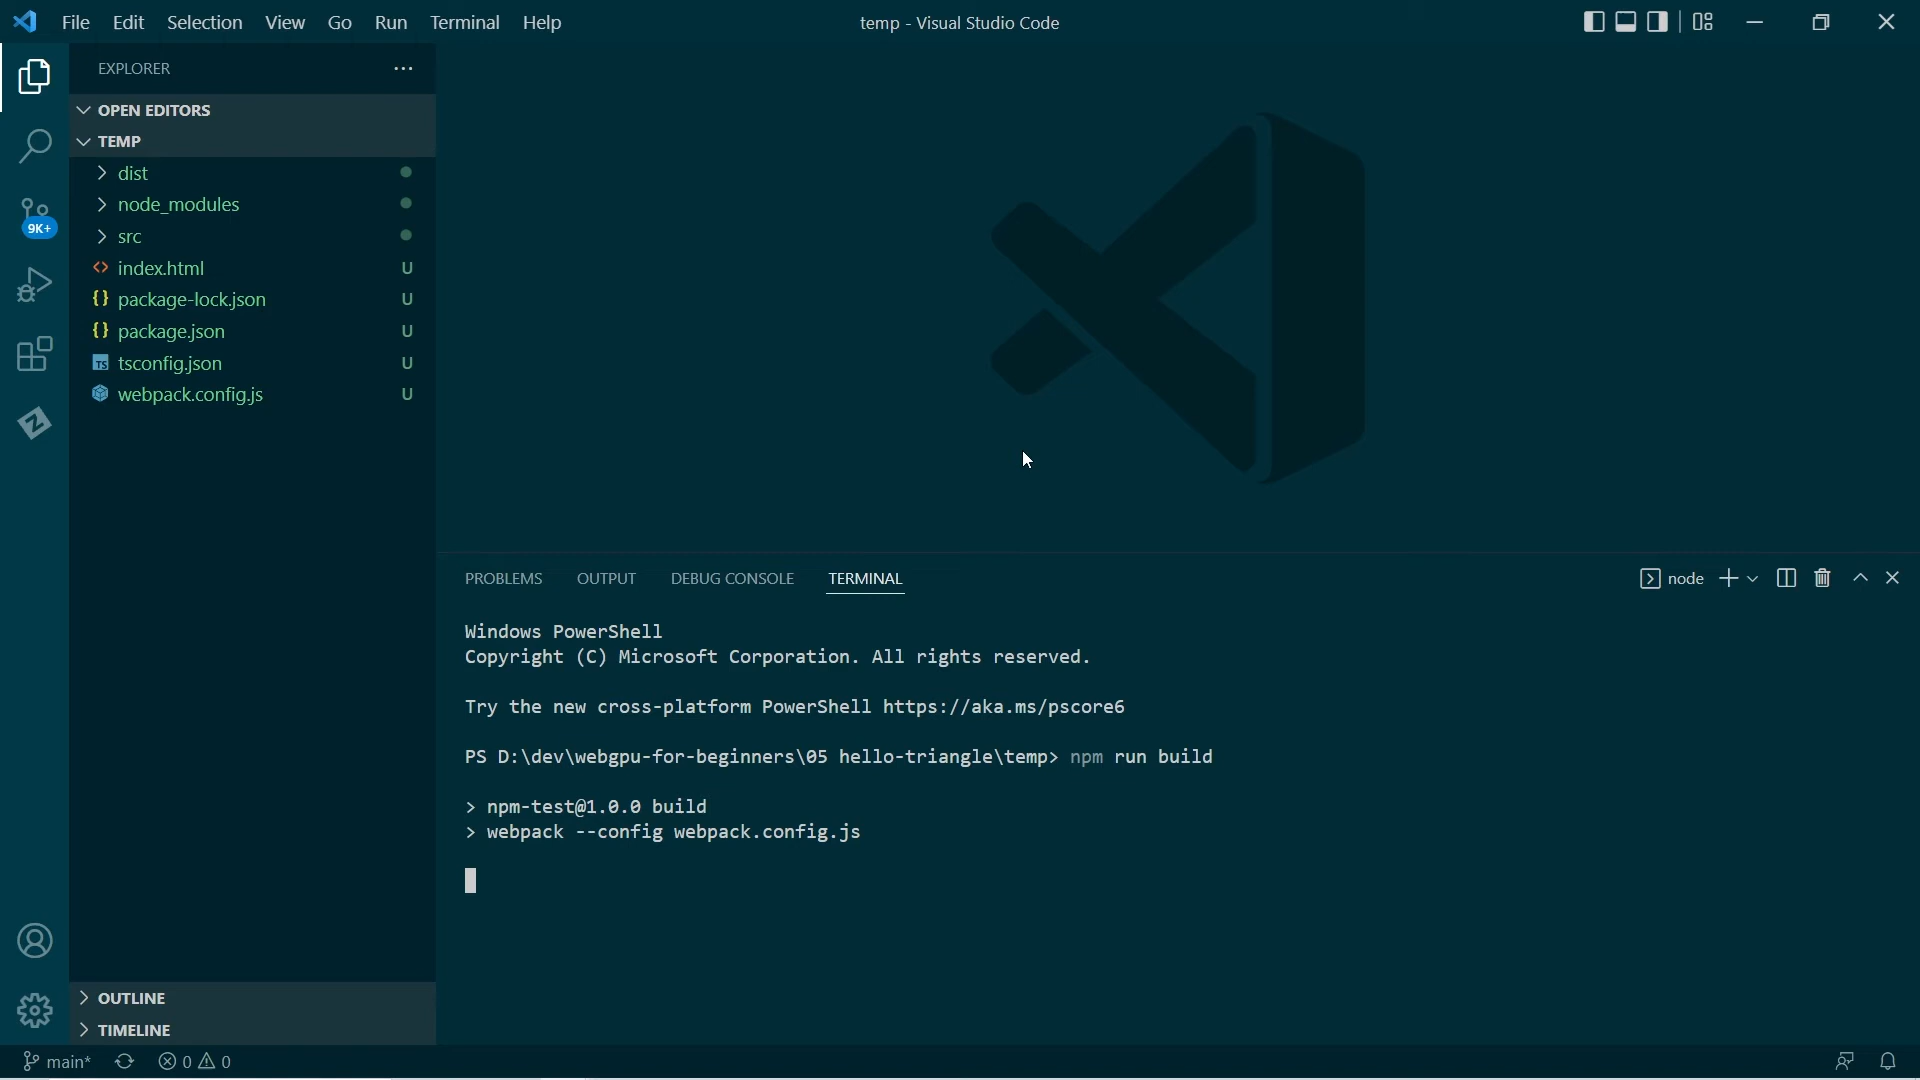 File Edit Selection View Go Run Terminal Help
temp - Visual Studio Code
EXPLORER
OPEN EDITORS
TEMP
dist
node_modules
9K+
src
index.html U
package-lock.json U
package.json U
tsconfig.json U
webpack.config.js U
PROBLEMS OUTPUT DEBUG CONSOLE TERMINAL
node
Windows PowerShell
Copyright (C) Microsoft Corporation. All rights reserved.
Try the new cross-platform PowerShell https://aka.ms/pscore6
PS D:\dev\webgpu-for-beginners\05 hello-triangle\temp> npm run build
> npm-test@1.0.0 build
> webpack --config webpack.config.js
OUTLINE
TIMELINE
main* 0 0